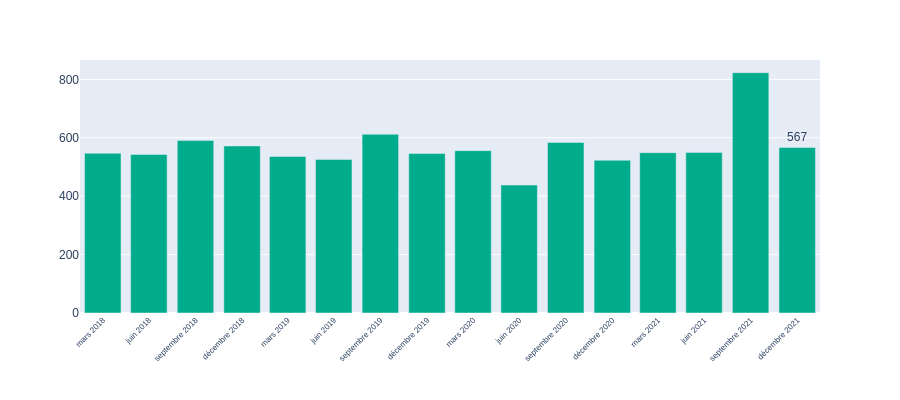 800
600
400
200
0
567
mars 2018
juin 2018
septembre 2018
décembre 2018
mars 2019
juin 2019
septembre 2019
décembre 2019
mars 2020
juin 2020
septembre 2020
décembre 2020
mars 2021
juin 2021
septembre 2021
décembre 2021